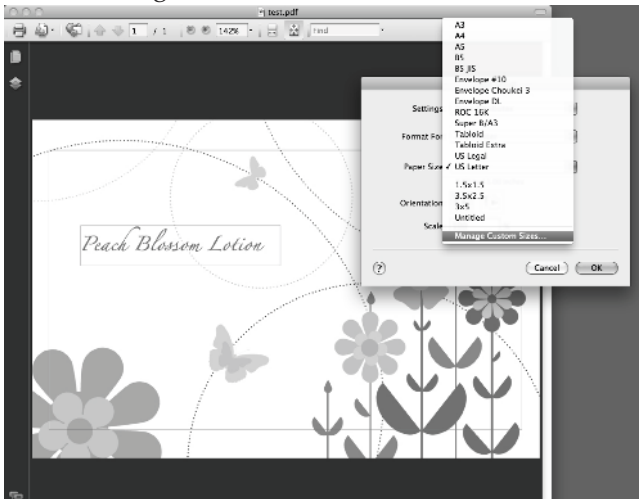 test.pdf
1 / 1
142%
Find
A3
A4
A5
B5
B5 JIS
Envelope #10
Envelope Choukei 3
Envelope DL
ROC 16K
Super B/A3
Tabloid
Tabloid Extra
US Legal
✓ US Letter
1.5x1.5
3.5x2.5
3x5
Untitled
Manage Custom Sizes...
Settings
Format For
Paper Size
Orientation
Scale
?
Cancel
OK
Peach Blossom Lotion